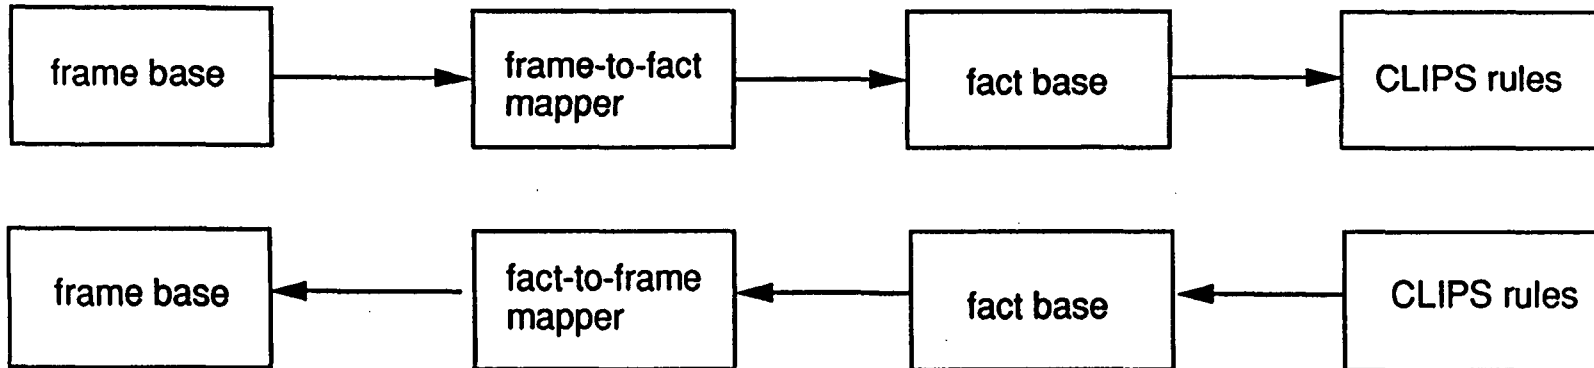 frame base
frame-to-fact
mapper
fact base
CLIPS rules
frame base
fact-to-frame
mapper
fact base
CLIPS rules